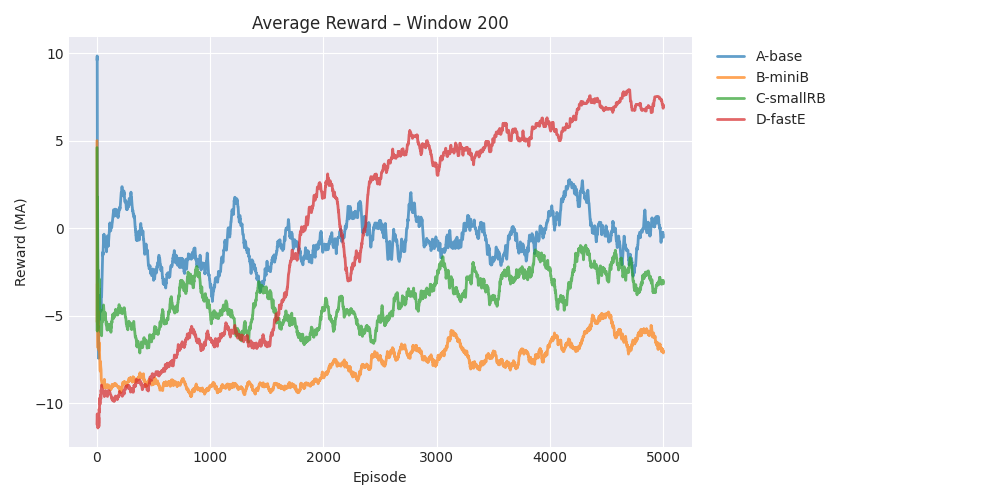 Average Reward – Window 200
10
5
0
−5
−10
Reward (MA)
0
1000
2000
3000
4000
5000
Episode
A-base
B-miniB
C-smallRB
D-fastE